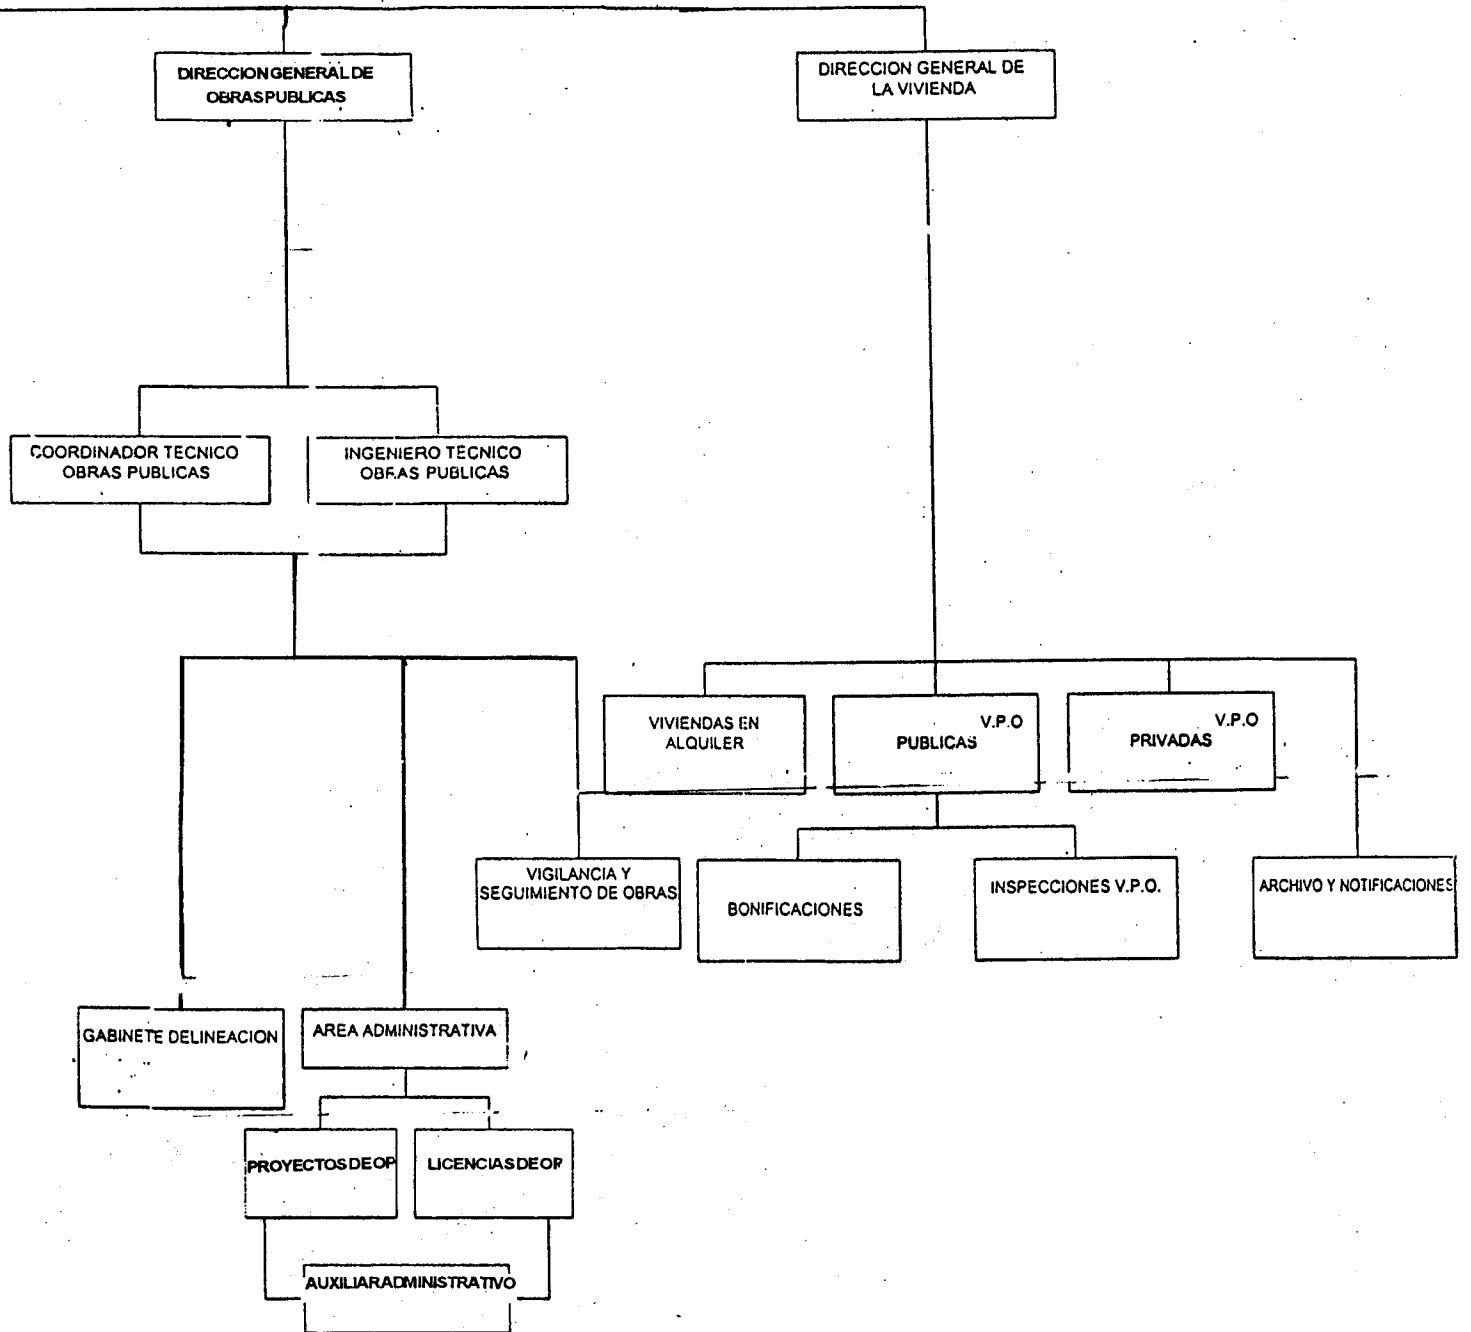 DIRECCION GENERAL DE
OBRAS PUBLICAS
DIRECCION GENERAL DE
LA VIVIENDA
COORDINADOR TECNICO
OBRAS PUBLICAS
INGENIERO TECNICO
OBRAS PUBLICAS
VIVIENDAS EN
ALQUILER
V.P.O
PUBLICAS
V.P.O
PRIVADAS
VIGILANCIA Y
SEGUIMIENTO DE OBRAS
BONIFICACIONES
INSPECCIONES V.P.O.
ARCHIVO Y NOTIFICACIONES
GABINETE DELINEACION
AREA ADMINISTRATIVA
PROYECTOS DE OP
LICENCIAS DE OP
AUXILIAR ADMINISTRATIVO